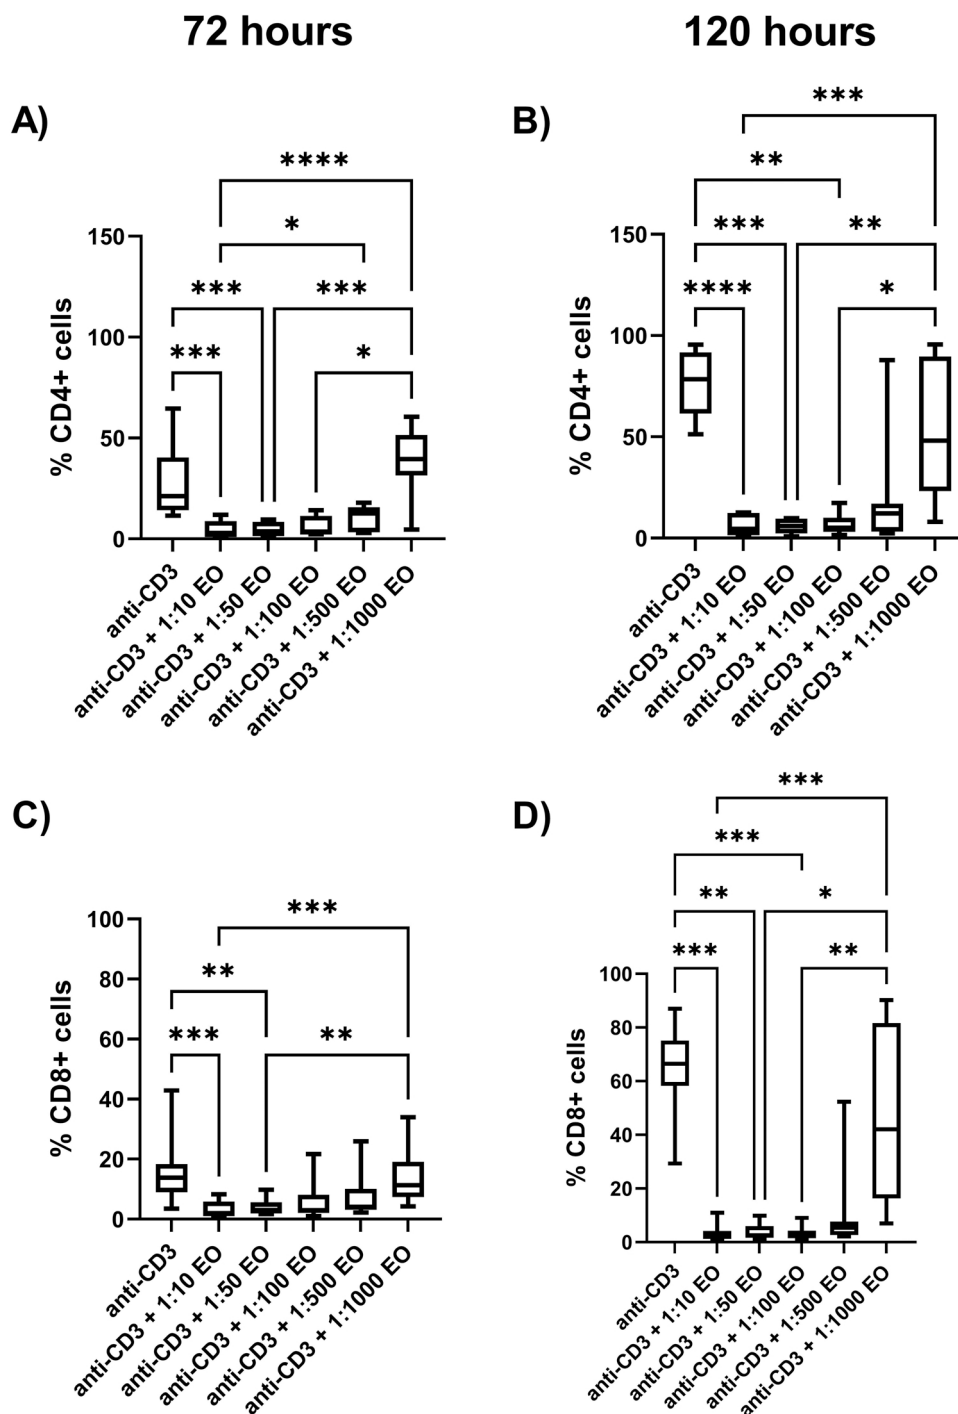 72 hours
120 hours
A)
****
*
*** ***
*** *
150
100
50
0
% CD4+ cells
anti-CD3
anti-CD3 + 1:10 EO
anti-CD3 + 1:50 EO
anti-CD3 + 1:100 EO
anti-CD3 + 1:500 EO
anti-CD3 + 1:1000 EO
B)
***
**
*** **
**** *
150
100
50
0
% CD4+ cells
anti-CD3
anti-CD3 + 1:10 EO
anti-CD3 + 1:50 EO
anti-CD3 + 1:100 EO
anti-CD3 + 1:500 EO
anti-CD3 + 1:1000 EO
C)
***
**
*** **
100
80
60
40
20
0
% CD8+ cells
anti-CD3
anti-CD3 + 1:10 EO
anti-CD3 + 1:50 EO
anti-CD3 + 1:100 EO
anti-CD3 + 1:500 EO
anti-CD3 + 1:1000 EO
D)
***
***
** *
*** **
100
80
60
40
20
0
% CD8+ cells
anti-CD3
anti-CD3 + 1:10 EO
anti-CD3 + 1:50 EO
anti-CD3 + 1:100 EO
anti-CD3 + 1:500 EO
anti-CD3 + 1:1000 EO